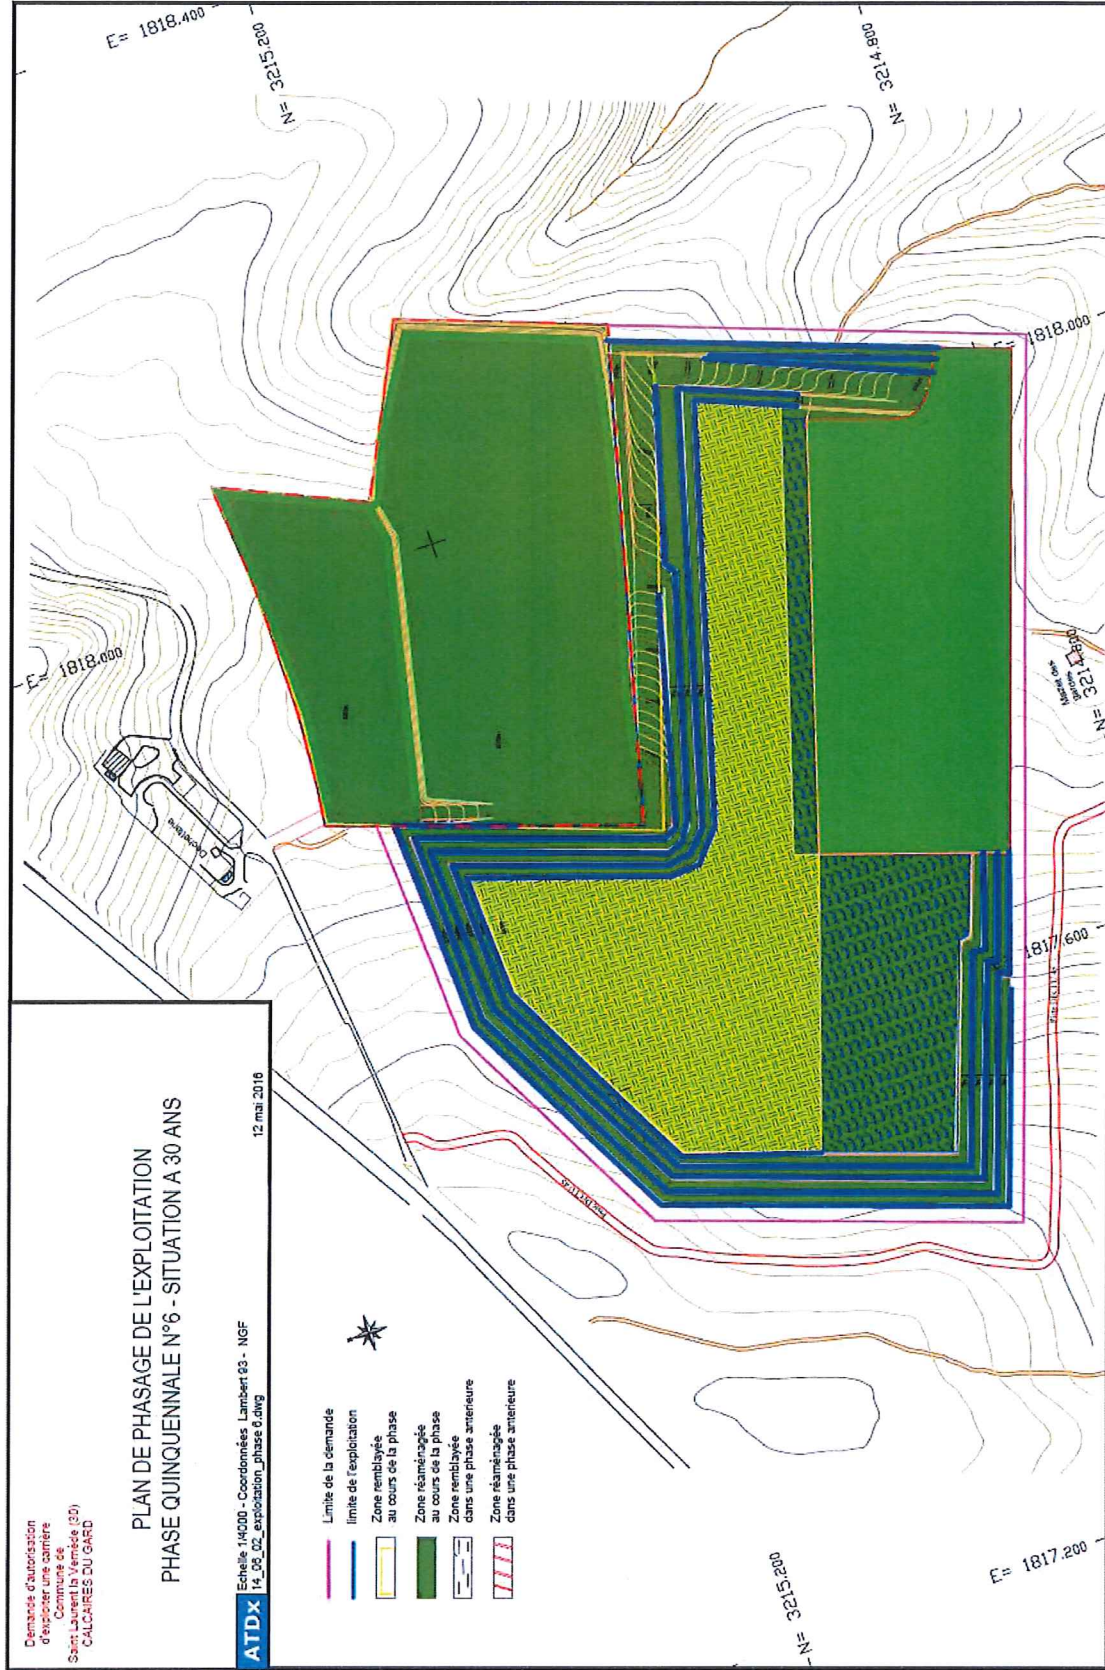 Demande d'autorisation
d'exploiter une carrière
Commune de
Saint Laurent la Vernède (30)
CALCAIRES DU GARD
PLAN DE PHASAGE DE L'EXPLOITATION
PHASE QUINQUENNALE N°6 - SITUATION A 30 ANS
ATDx
Echelle 1/4000 - Coordonnées Lambert 93 - NGF
14_06_02_exploitation_phase 6.dwg
12 mai 2016
Limite de la demande
limite de l'exploitation
Zone remblayée
au cours de la phase
Zone réaménagée
au cours de la phase
Zone remblayée
dans une phase anterieure
Zone réaménagée
dans une phase anterieure
E= 1818.400
N= 3215.200
N= 3214.800
E= 1818.000
E= 1818.000
Déchetterie
N= 3214.800
1817.600
N= 3215.200
E= 1817.200